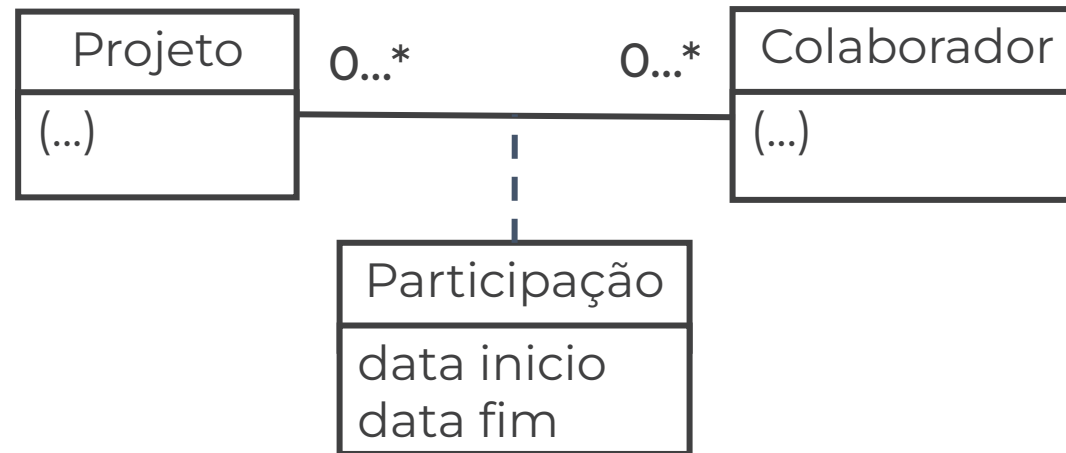 Projeto
0...*
0...*
Colaborador
(...)
(...)
Participação
data inicio
data fim